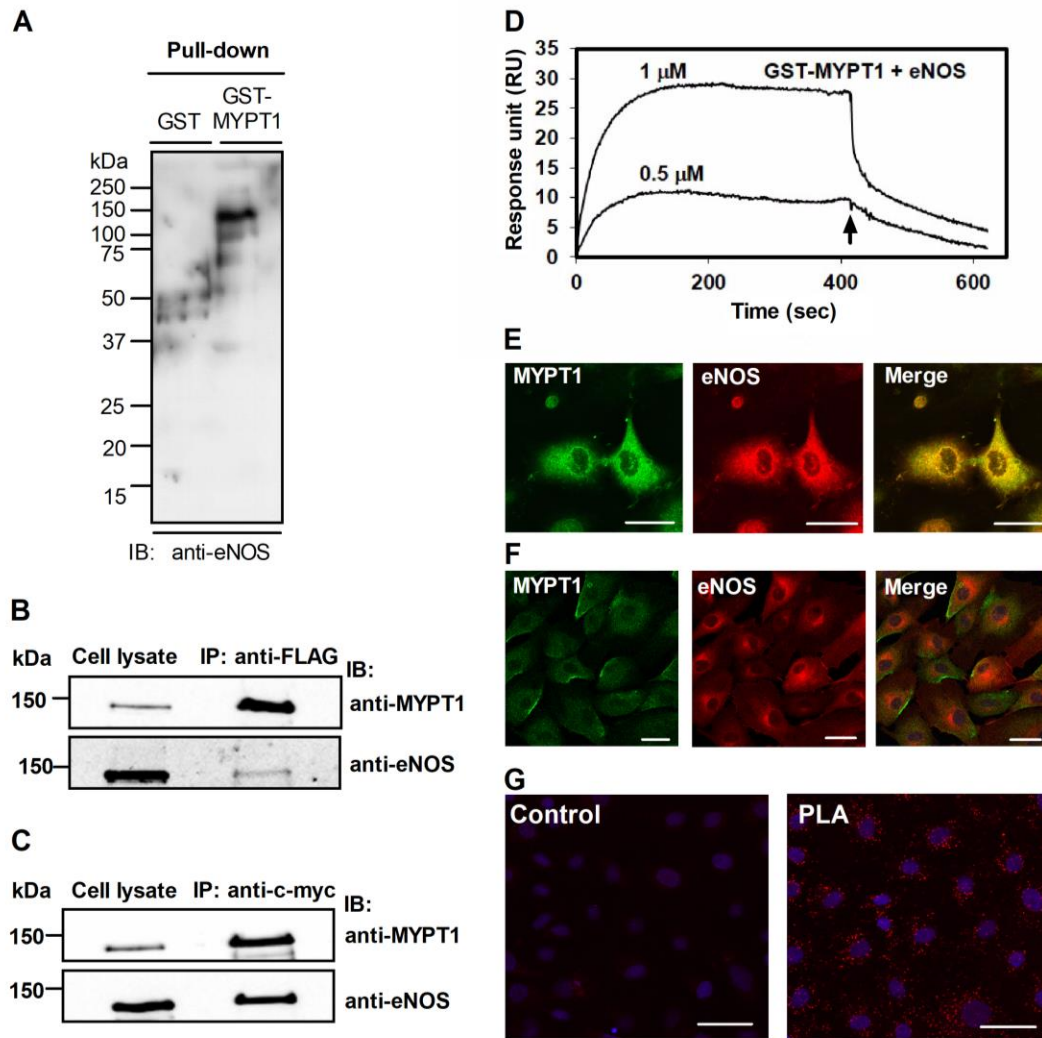 A
Pull-down
GST GST-MYPT1
kDa
250
150
100
75
50
37
25
20
15
IB: anti-eNOS
B
kDa Cell lysate IP: anti-FLAG IB:
150 anti-MYPT1
150 anti-eNOS
C
kDa Cell lysate IP: anti-c-myc IB:
150 anti-MYPT1
150 anti-eNOS
D
Response unit (RU)
35
30
25
20
15
10
5
0
1 µM GST-MYPT1 + eNOS
0.5 µM
0 200 400 600
Time (sec)
E
MYPT1 eNOS Merge
F
MYPT1 eNOS Merge
G
Control PLA